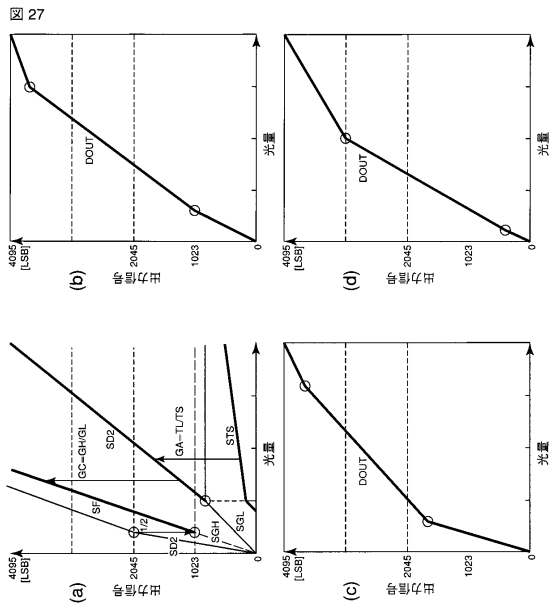 図 27
(a)
4095
[LSB]
2045
1023
0
出力信号
光量
SF
GC=GH/GL
SD2
1/2
SD2
GA=TL/TS
SGH
SGL
STS
(b)
4095
[LSB]
2045
1023
0
出力信号
光量
DOUT
(c)
4095
[LSB]
2045
1023
0
出力信号
光量
DOUT
(d)
4095
[LSB]
2045
1023
0
出力信号
光量
DOUT